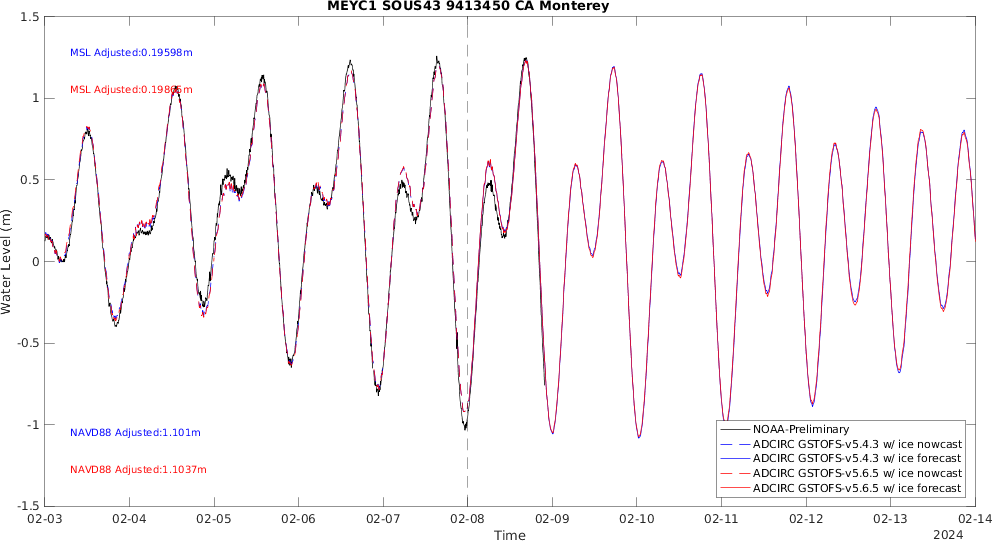 MEYC1 SOUS43 9413450 CA Monterey
1.5
1
0.5
0
-0.5
-1
-1.5
Water Level (m)
MSL Adjusted:0.19598m
MSL Adjusted:0.19865m
NAVD88 Adjusted:1.101m
NAVD88 Adjusted:1.1037m
NOAA-Preliminary
ADCIRC GSTOFS-v5.4.3 w/ ice nowcast
ADCIRC GSTOFS-v5.4.3 w/ ice forecast
ADCIRC GSTOFS-v5.6.5 w/ ice nowcast
ADCIRC GSTOFS-v5.6.5 w/ ice forecast
02-03 02-04 02-05 02-06 02-07 02-08 02-09 02-10 02-11 02-12 02-13 02-14
Time
2024